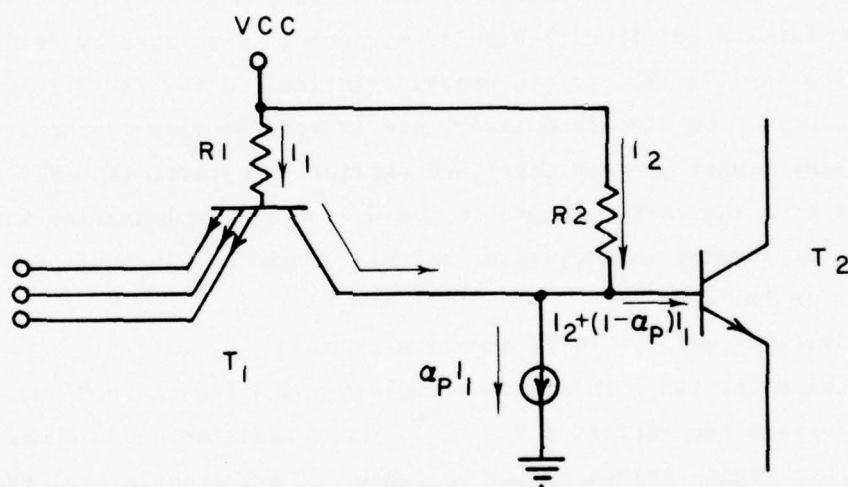 VCC
R1
I₁
I₂
R2
T₂
I₂+(1-αₚ)I₁
αₚI₁
T₁